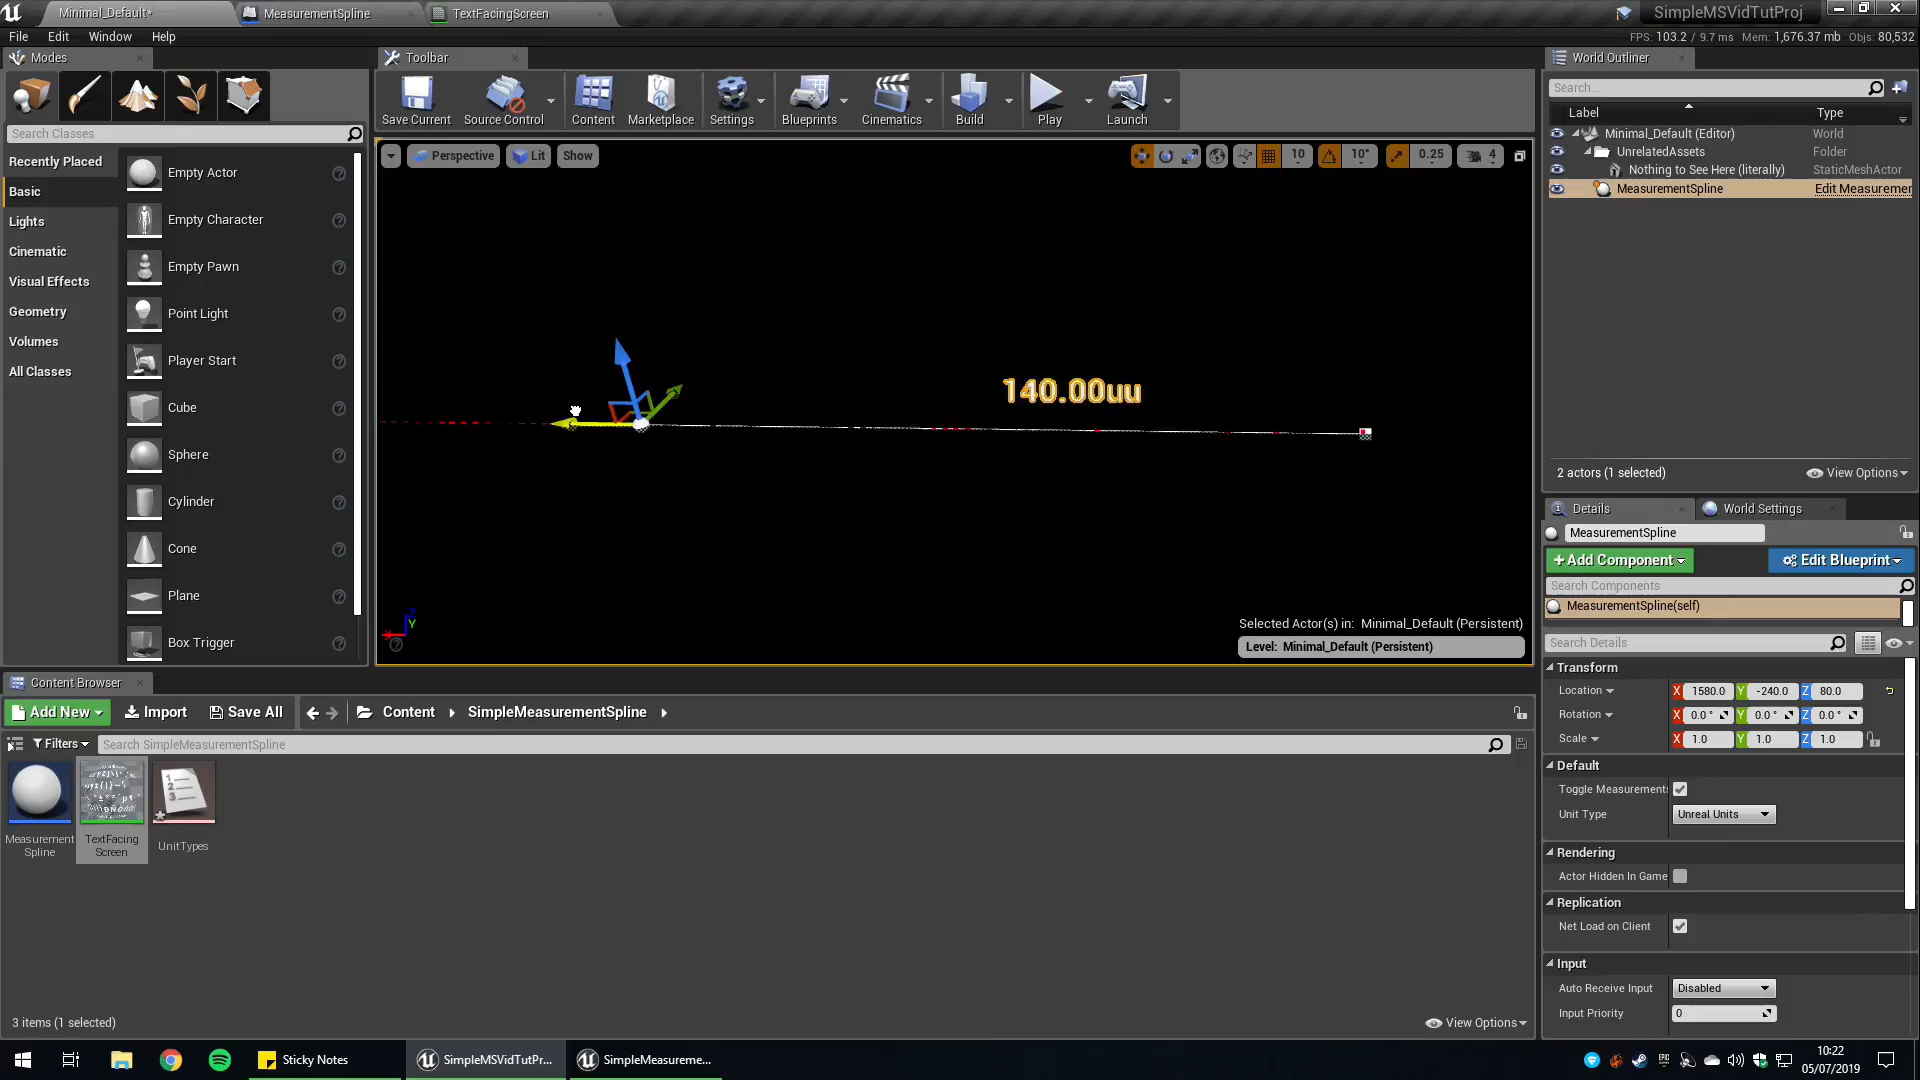 Minimal_Default*
MeasurementSpline
TextFacingScreen
SimpleMSVidTutProj
File
Edit
Window
Help
FPS: 103.2 / 9.7 ms
Mem: 1,676.37 mb
Objs: 80,532
Modes
Toolbar
World Outliner
Save Current
Source Control
Content
Marketplace
Settings
Blueprints
Cinematics
Build
Play
Launch
Search Classes
Recently Placed
Basic
Lights
Cinematic
Visual Effects
Geometry
Volumes
All Classes
Empty Actor
Empty Character
Empty Pawn
Point Light
Player Start
Cube
Sphere
Cylinder
Cone
Plane
Box Trigger
Perspective
Lit
Show
10
10°
0.25
4
140.00uu
Selected Actor(s) in: Minimal_Default (Persistent)
Level: Minimal_Default (Persistent)
Search...
Label
Type
Minimal_Default (Editor)
World
UnrelatedAssets
Folder
Nothing to See Here (literally)
StaticMeshActor
MeasurementSpline
Edit Measuremen
2 actors (1 selected)
View Options
Details
World Settings
MeasurementSpline
+Add Component
Edit Blueprint
Search Components
MeasurementSpline(self)
Search Details
Transform
Location
X 1580.0 Y -240.0 Z 80.0
Rotation
X 0.0 ° Y 0.0 ° Z 0.0 °
Scale
X 1.0 Y 1.0 Z 1.0
Default
Toggle Measurement
Unit Type
Unreal Units
Rendering
Actor Hidden In Game
Replication
Net Load on Client
Input
Auto Receive Input
Disabled
Input Priority
0
Content Browser
Add New
Import
Save All
Content
SimpleMeasurementSpline
Filters
Search SimpleMeasurementSpline
Measurement
Spline
TextFacing
Screen
UnitTypes
3 items (1 selected)
View Options
Sticky Notes
SimpleMSVidTutPr...
SimpleMeasureme...
10:22
05/07/2019